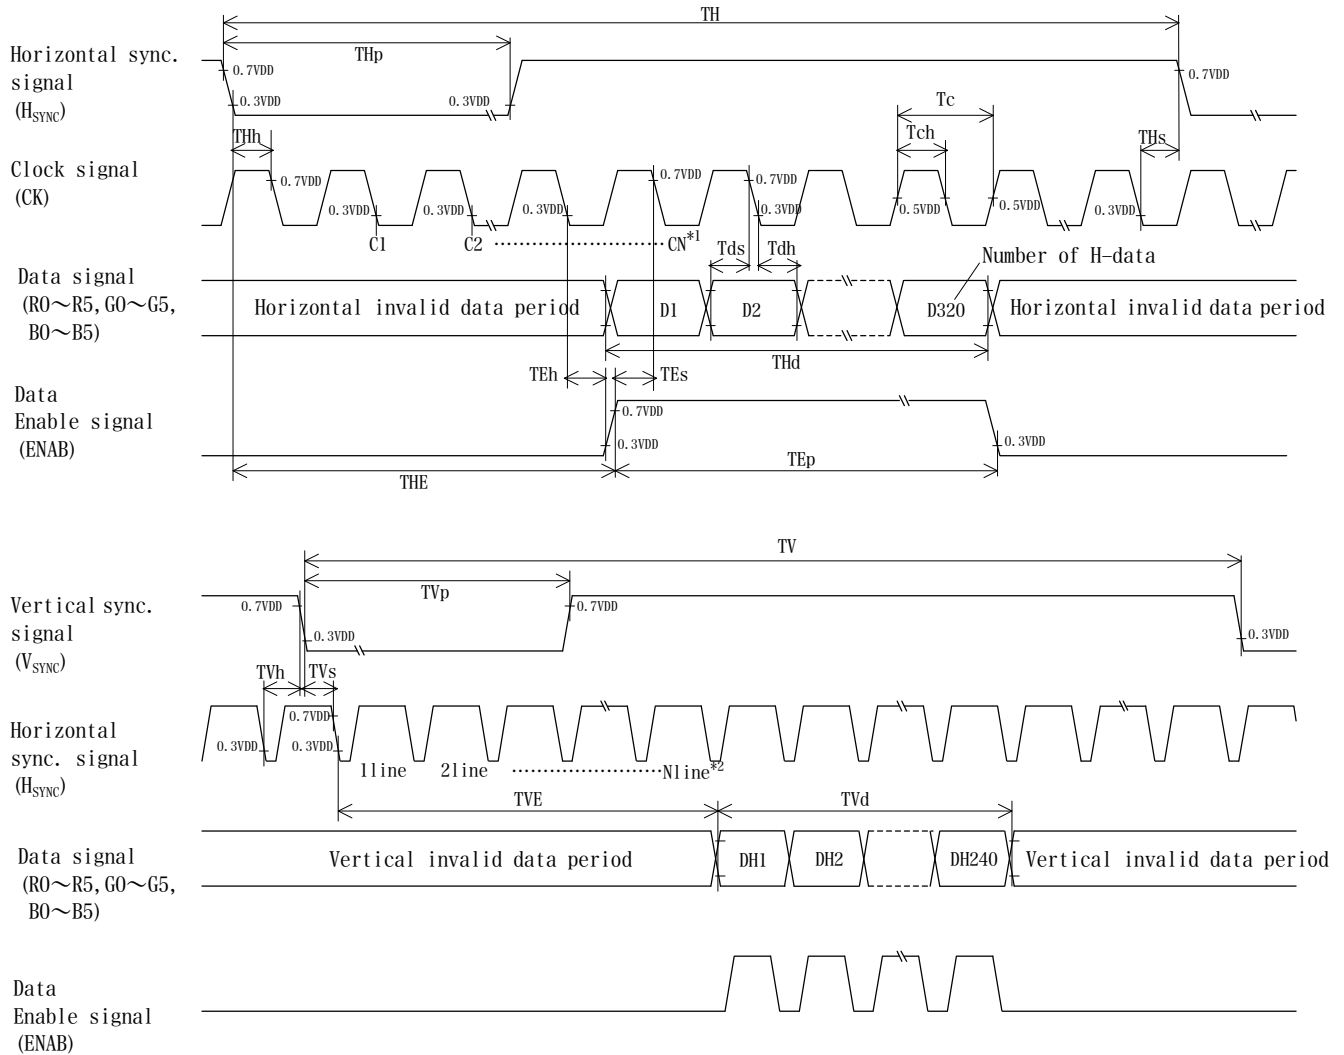 TH
Horizontal sync.
signal
(HSYNC)
THp
0.7VDD
0.3VDD
0.3VDD
0.7VDD
THh
Tc
Tch
THs
Clock signal
(CK)
0.7VDD
0.3VDD
0.3VDD
0.3VDD
0.7VDD
0.7VDD
0.3VDD
0.5VDD
0.5VDD
0.3VDD
C1
C2
CN*1
Tds
Tdh
Number of H-data
Data signal
(R0～R5,G0～G5,
B0～B5)
Horizontal invalid data period
D1
D2
D320
Horizontal invalid data period
THd
TEh
TEs
Data
Enable signal
(ENAB)
0.7VDD
0.3VDD
0.3VDD
THE
TEp
TV
TVp
Vertical sync.
signal
(VSYNC)
0.7VDD
0.3VDD
0.7VDD
0.3VDD
TVh
TVs
Horizontal
sync. signal
(HSYNC)
0.7VDD
0.3VDD
0.3VDD
1line
2line
Nline*2
TVE
TVd
Data signal
(R0～R5,G0～G5,
B0～B5)
Vertical invalid data period
DH1
DH2
DH240
Vertical invalid data period
Data
Enable signal
(ENAB)